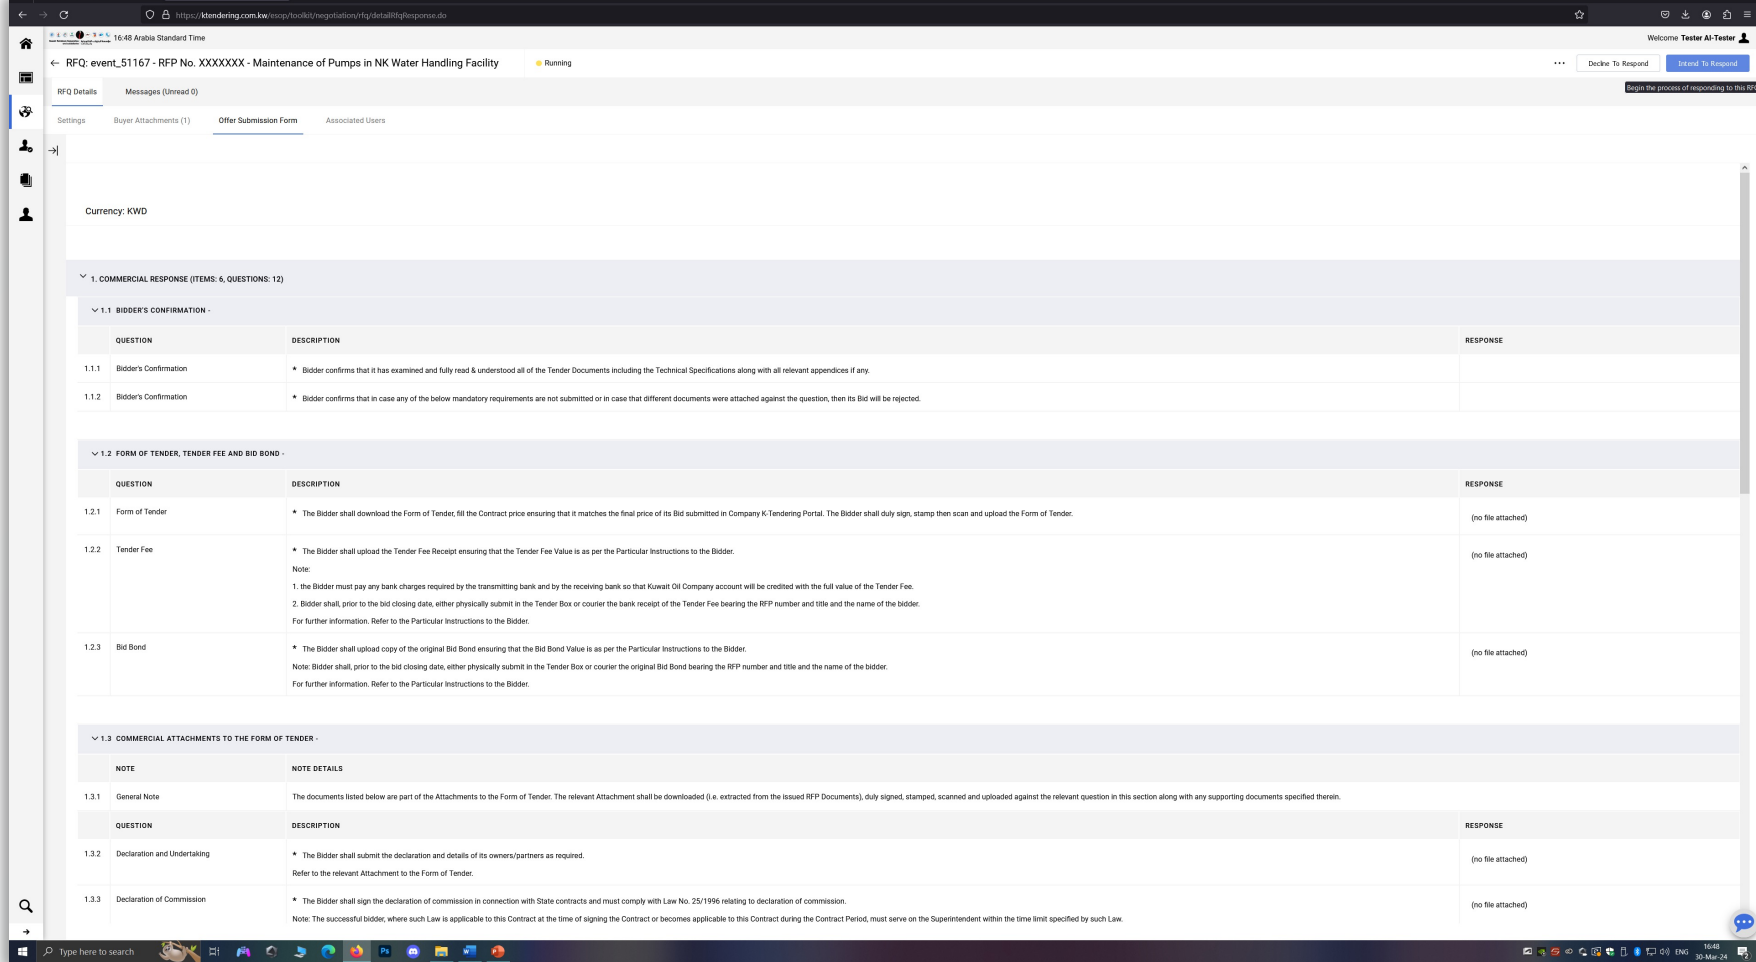 https://ktendering.com.kw/esop/toolkit/negotiation/rfq/detailRfqResponse.do
16:48 Arabia Standard Time
Welcome Tester Al-Tester
RFQ: event_51167 - RFP No. XXXXXXX - Maintenance of Pumps in NK Water Handling Facility
Running
Decline To Respond
Intend To Respond
Begin the process of responding to this RFQ
RFQ Details
Messages (Unread 0)
Settings
Buyer Attachments (1)
Offer Submission Form
Associated Users
Currency: KWD
1. COMMERCIAL RESPONSE (ITEMS: 6, QUESTIONS: 12)
1.1 BIDDER'S CONFIRMATION -
QUESTION DESCRIPTION RESPONSE
1.1.1 Bidder's Confirmation * Bidder confirms that it has examined and fully read & understood all of the Tender Documents including the Technical Specifications along with all relevant appendices if any.
1.1.2 Bidder's Confirmation * Bidder confirms that in case any of the below mandatory requirements are not submitted or in case that different documents were attached against the question, then its Bid will be rejected.
1.2 FORM OF TENDER, TENDER FEE AND BID BOND -
QUESTION DESCRIPTION RESPONSE
1.2.1 Form of Tender * The Bidder shall download the Form of Tender, fill the Contract price ensuring that it matches the final price of its Bid submitted in Company K-Tendering Portal. The Bidder shall duly sign, stamp then scan and upload the Form of Tender. (no file attached)
1.2.2 Tender Fee * The Bidder shall upload the Tender Fee Receipt ensuring that the Tender Fee Value is as per the Particular Instructions to the Bidder. (no file attached)
Note:
1. the Bidder must pay any bank charges required by the transmitting bank and by the receiving bank so that Kuwait Oil Company account will be credited with the full value of the Tender Fee.
2. Bidder shall, prior to the bid closing date, either physically submit in the Tender Box or courier the bank receipt of the Tender Fee bearing the RFP number and title and the name of the bidder.
For further information. Refer to the Particular Instructions to the Bidder.
1.2.3 Bid Bond * The Bidder shall upload copy of the original Bid Bond ensuring that the Bid Bond Value is as per the Particular Instructions to the Bidder. (no file attached)
Note: Bidder shall, prior to the bid closing date, either physically submit in the Tender Box or courier the original Bid Bond bearing the RFP number and title and the name of the bidder.
For further information. Refer to the Particular Instructions to the Bidder.
1.3 COMMERCIAL ATTACHMENTS TO THE FORM OF TENDER -
NOTE NOTE DETAILS
1.3.1 General Note The documents listed below are part of the Attachments to the Form of Tender. The relevant Attachment shall be downloaded (i.e. extracted from the issued RFP Documents), duly signed, stamped, scanned and uploaded against the relevant question in this section along with any supporting documents specified therein.
QUESTION DESCRIPTION RESPONSE
1.3.2 Declaration and Undertaking * The Bidder shall submit the declaration and details of its owners/partners as required. (no file attached)
Refer to the relevant Attachment to the Form of Tender.
1.3.3 Declaration of Commission * The Bidder shall sign the declaration of commission in connection with State contracts and must comply with Law No. 25/1996 relating to declaration of commission. (no file attached)
Note: The successful bidder, where such Law is applicable to this Contract at the time of signing the Contract or becomes applicable to this Contract during the Contract Period, must serve on the Superintendent within the time limit specified by such Law.
Type here to search
Ps
ENG
16:48
30-Mar-24